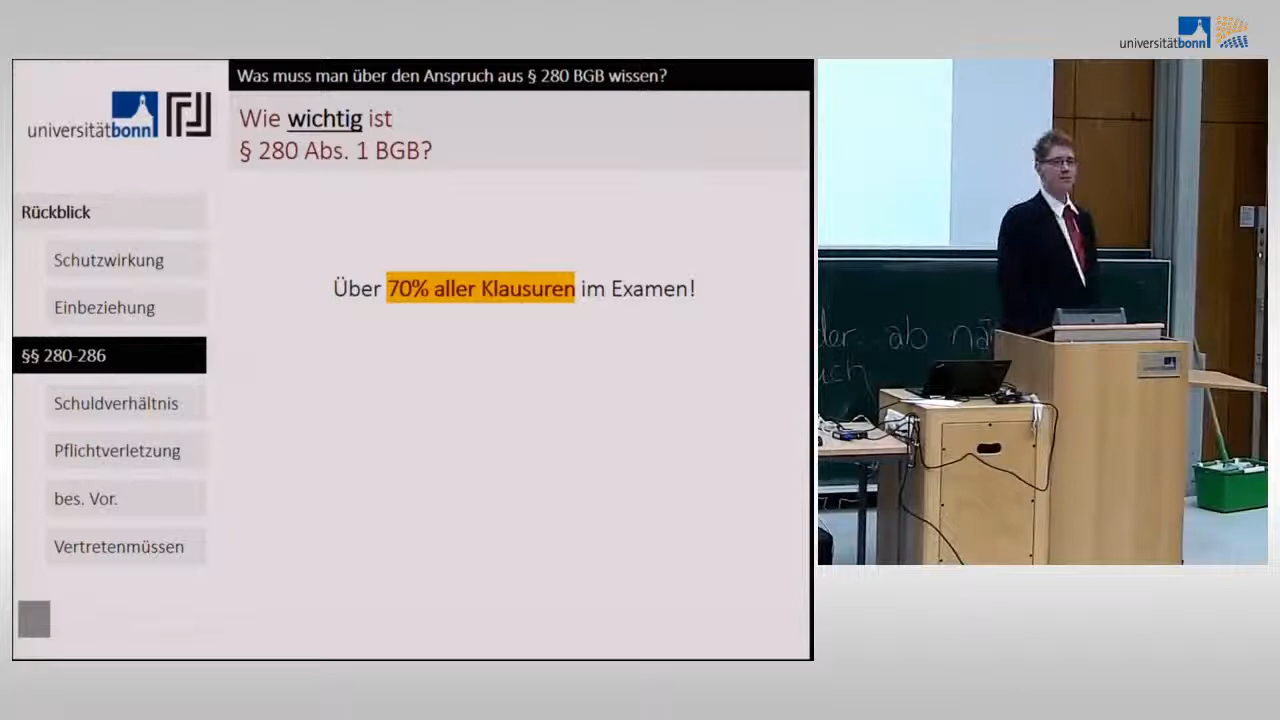 universitätbonn
Was muss man über den Anspruch aus § 280 BGB wissen?
universitätbonn
Wie wichtig ist
§ 280 Abs. 1 BGB?
Rückblick
Schutzwirkung
Einbeziehung
§§ 280-286
Schuldverhältnis
Pflichtverletzung
bes. Vor.
Vertretenmüssen
Über 70% aller Klausuren im Examen!
ab